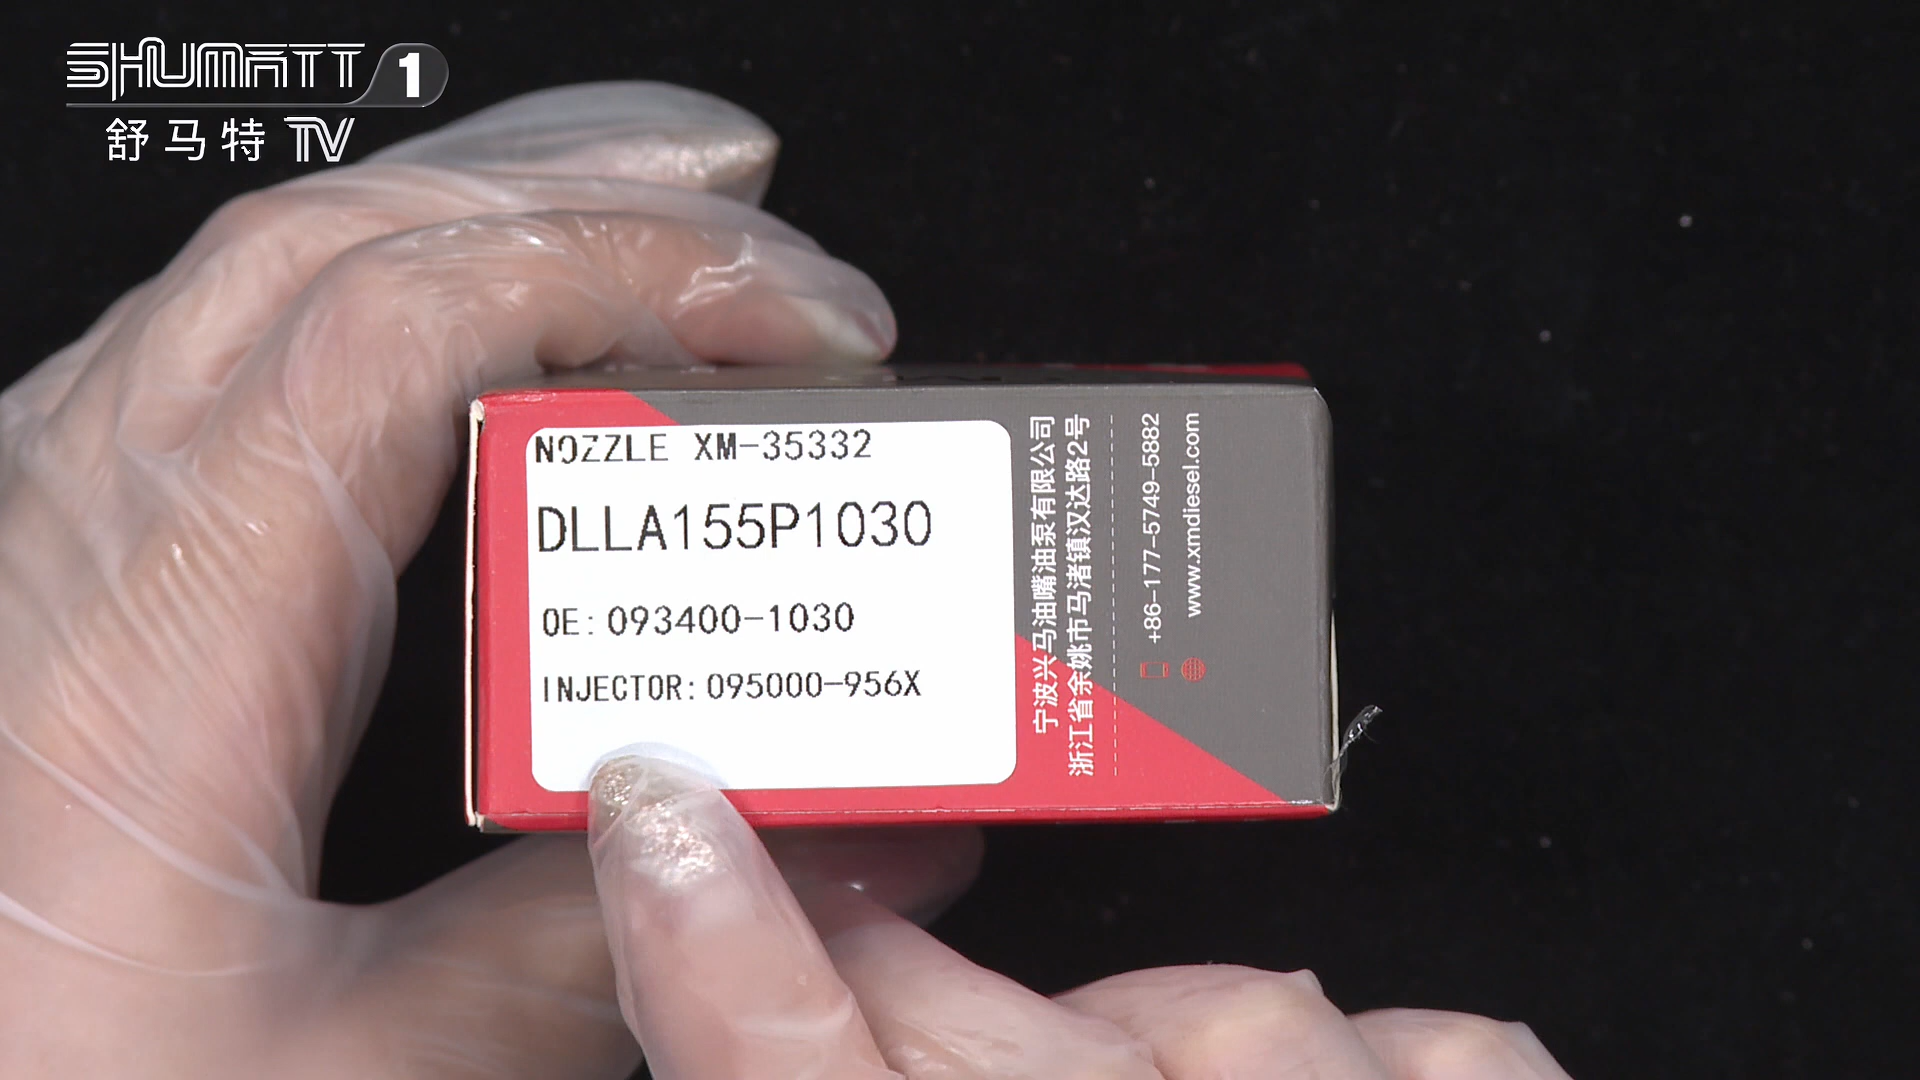 SHUMATT 1
舒马特 TV
NOZZLE XM-35332
DLLA155P1030
OE: 093400-1030
INJECTOR: 095000-956X
宁波兴马油嘴油泵有限公司
浙江省余姚市马渚镇汉达路2号
+86-177-5749-5882
www.xmdiesel.com